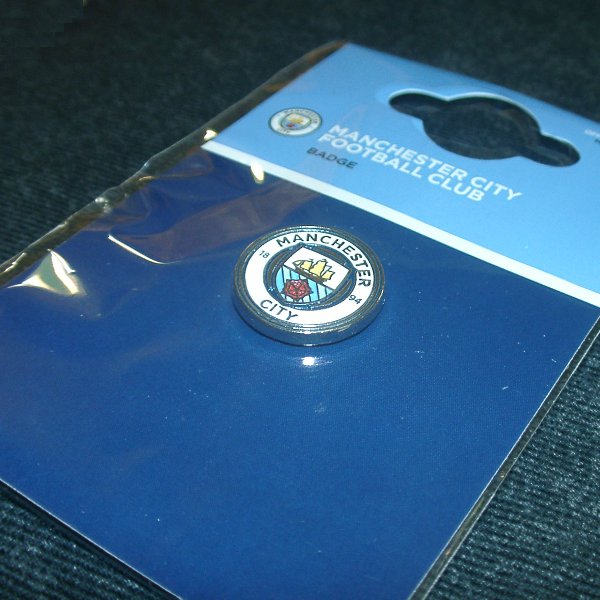 MANCHESTER CITY
FOOTBALL CLUB
BADGE
MANCHESTER
18 94
CITY